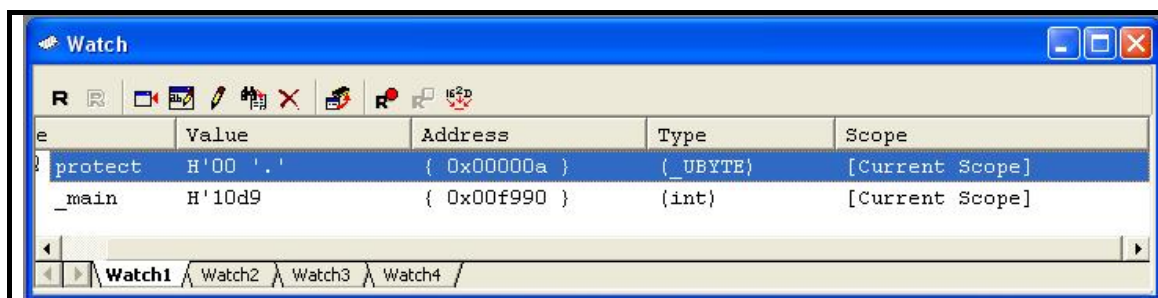 Watch
e Value Address Type Scope
protect H'00 '.' { 0x00000a } (_UBYTE) [Current Scope]
_main H'10d9 { 0x00f990 } (int) [Current Scope]
Watch1 Watch2 Watch3 Watch4